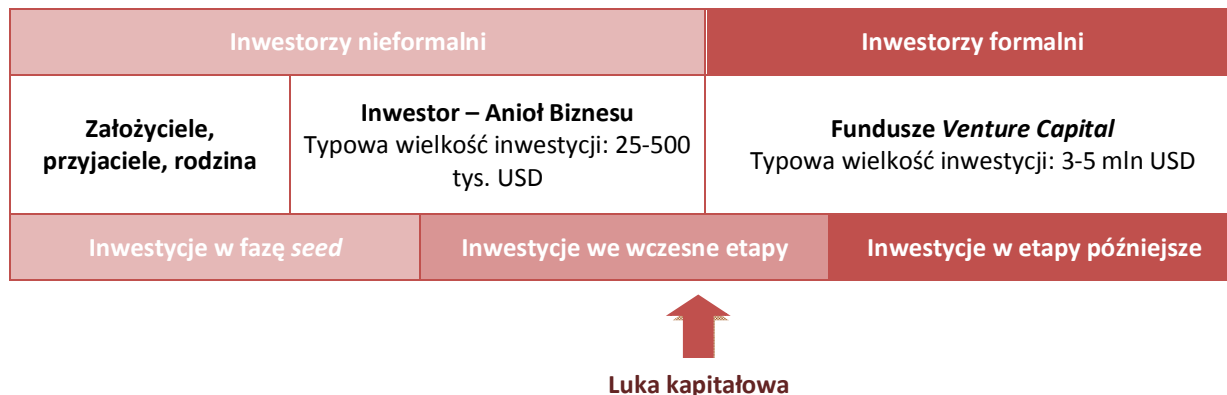 Inwestorzy nieformalni
Inwestorzy formalni
Założyciele,
przyjaciele, rodzina
Inwestor – Anioł Biznesu
Typowa wielkość inwestycji: 25-500
tys. USD
Fundusze Venture Capital
Typowa wielkość inwestycji: 3-5 mln USD
Inwestycje w fazę seed
Inwestycje we wczesne etapy
Inwestycje w etapy późniejsze
Luka kapitałowa